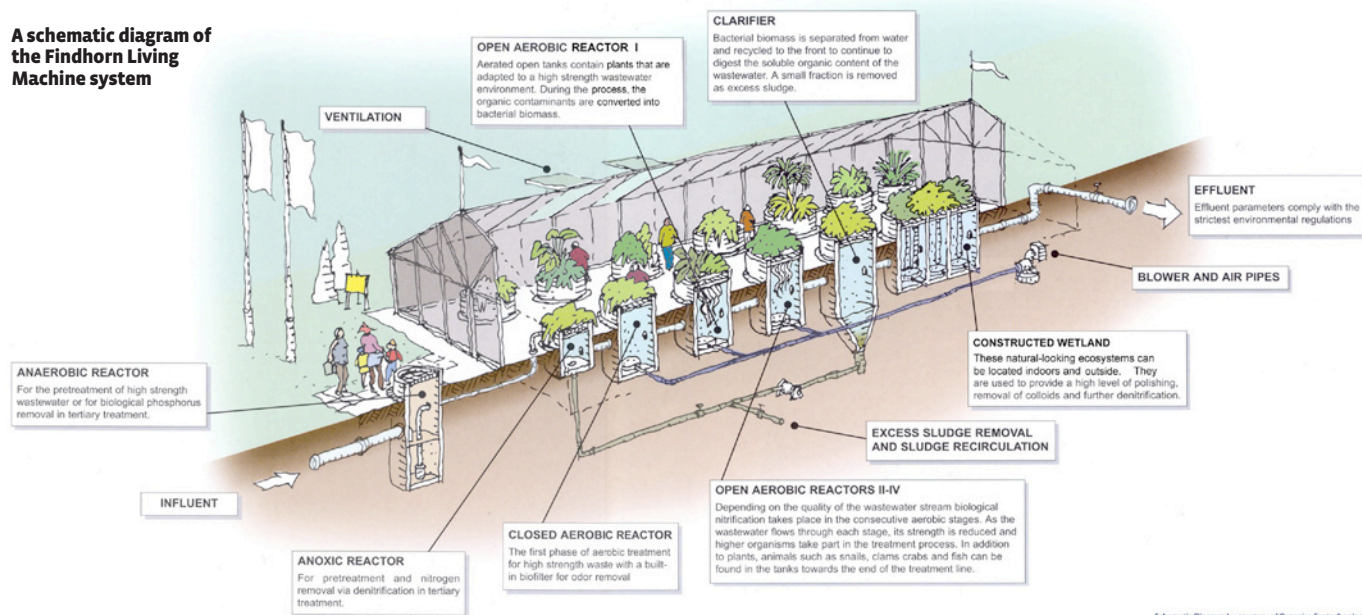 A schematic diagram of
the Findhorn Living
Machine system
VENTILATION
OPEN AEROBIC REACTOR I
Aerated open tanks contain plants that are
adapted to a high strength wastewater
environment. During the process, the
organic contaminants are converted into
bacterial biomass.
CLARIFIER
Bacterial biomass is separated from water
and recycled to the front to continue to
digest the soluble organic content of the
wastewater. A small fraction is removed
as excess sludge.
EFFLUENT
Effluent parameters comply with the
strictest environmental regulations
BLOWER AND AIR PIPES
CONSTRUCTED WETLAND
These natural-looking ecosystems can
be located indoors and outside. They
are used to provide a high level of polishing,
removal of colloids and further denitrification.
ANAEROBIC REACTOR
For the pretreatment of high strength
wastewater or for biological phosphorus
removal in tertiary treatment.
EXCESS SLUDGE REMOVAL
AND SLUDGE RECIRCULATION
INFLUENT
OPEN AEROBIC REACTORS II-IV
Depending on the quality of the wastewater stream biological
nitrification takes place in the consecutive aerobic stages. As the
wastewater flows through each stage, its strength is reduced and
higher organisms take part in the treatment process. In addition
to plants, animals such as snails, clams crabs and fish can be
found in the tanks towards the end of the treatment line.
CLOSED AEROBIC REACTOR
The first phase of aerobic treatment
for high strength waste with a built-
in biofilter for odor removal
ANOXIC REACTOR
For pretreatment and nitrogen
removal via denitrification in tertiary
treatment.